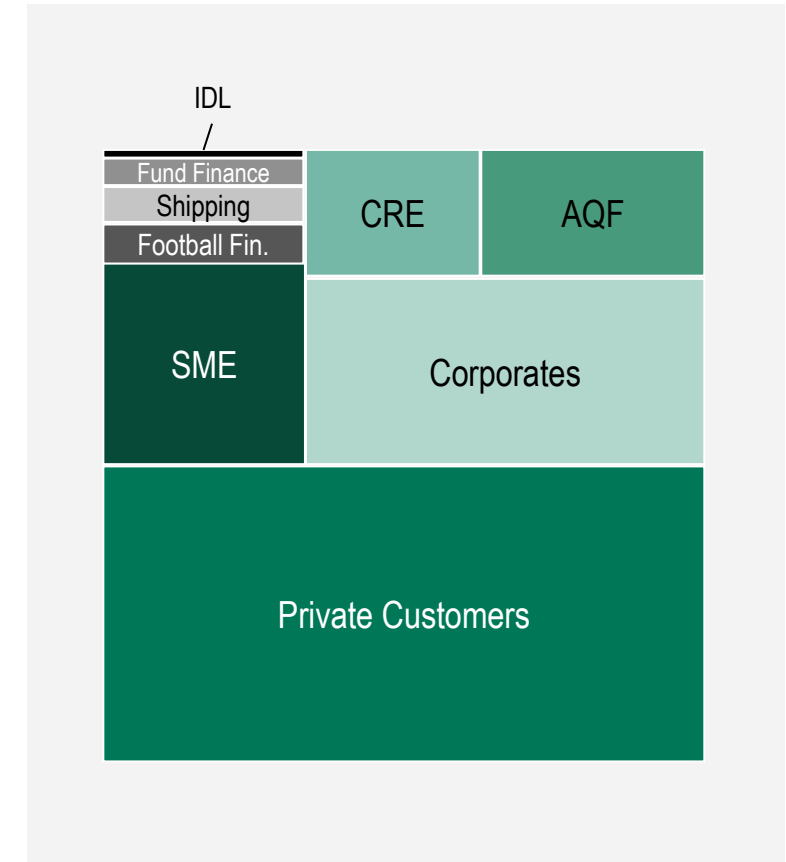 IDL
Fund Finance
Shipping
Football Fin.
CRE
AQF
SME
Corporates
Private Customers